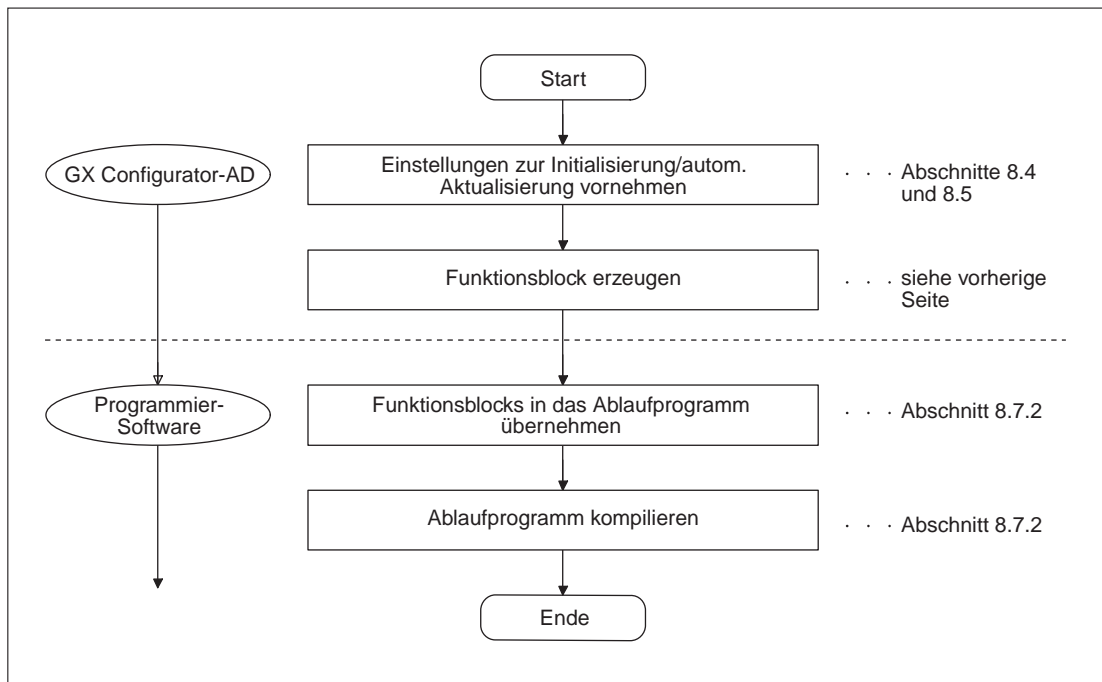 Start
GX Configurator-AD
Einstellungen zur Initialisierung/autom.
Aktualisierung vornehmen
· · · Abschnitte 8.4
und 8.5
Funktionsblock erzeugen
· · · siehe vorherige
Seite
Programmier-
Software
Funktionsblocks in das Ablaufprogramm
übernehmen
· · · Abschnitt 8.7.2
Ablaufprogramm kompilieren
· · · Abschnitt 8.7.2
Ende